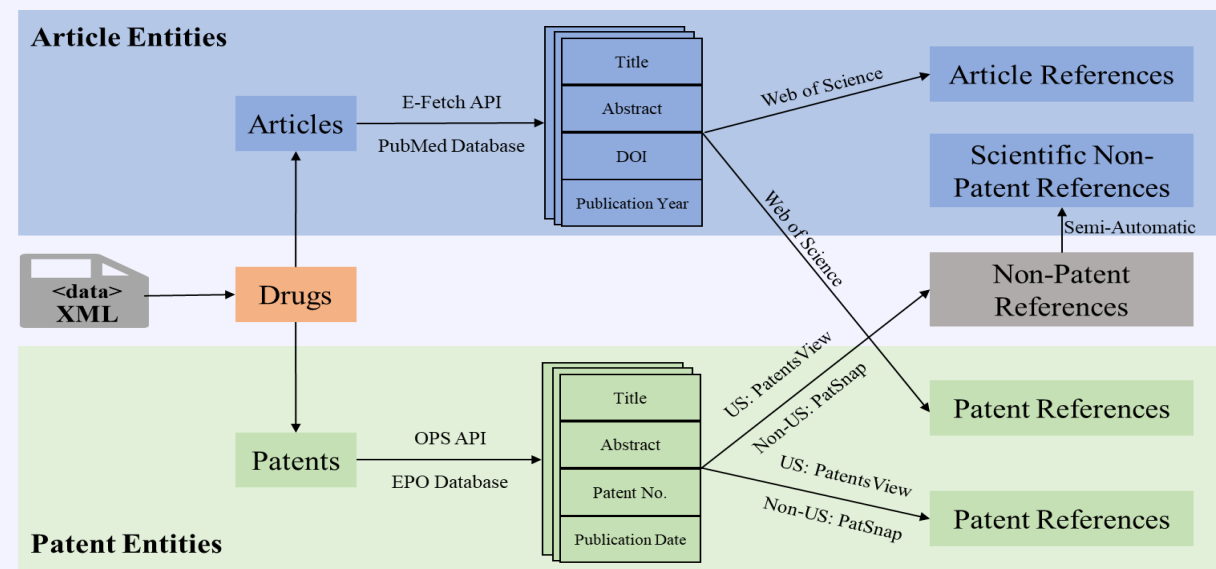 Article Entities
Articles
E-Fetch API
PubMed Database
Title
Abstract
DOI
Publication Year
Web of Science
Article References
Web of Science
Scientific Non-
Patent References
Semi-Automatic
Non-Patent
References
<data>
XML
Drugs
Patents
OPS API
EPO Database
Title
Abstract
Patent No.
Publication Date
US: PatentsView
Non-US: PatSnap
Patent References
US: PatentsView
Non-US: PatSnap
Patent References
Patent Entities